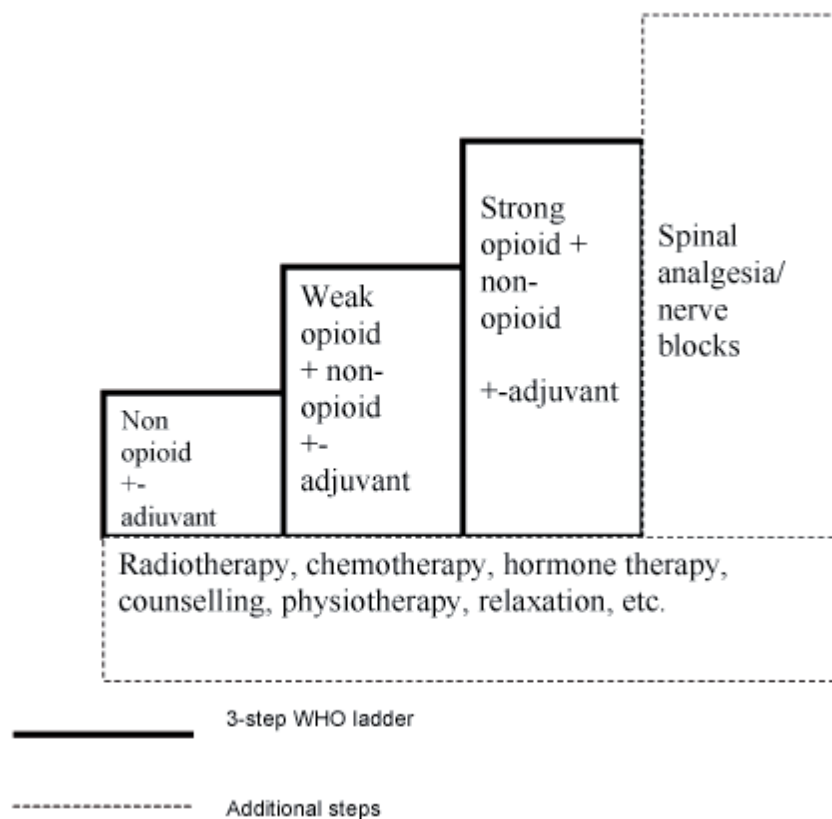 Non
opioid
+-
adiuvant
Weak
opioid
+ non-
opioid
+-
adjuvant
Strong
opioid +
non-
opioid
+-adjuvant
Spinal
analgesia/
nerve
blocks
Radiotherapy, chemotherapy, hormone therapy,
counselling, physiotherapy, relaxation, etc.
3-step WHO ladder
Additional steps